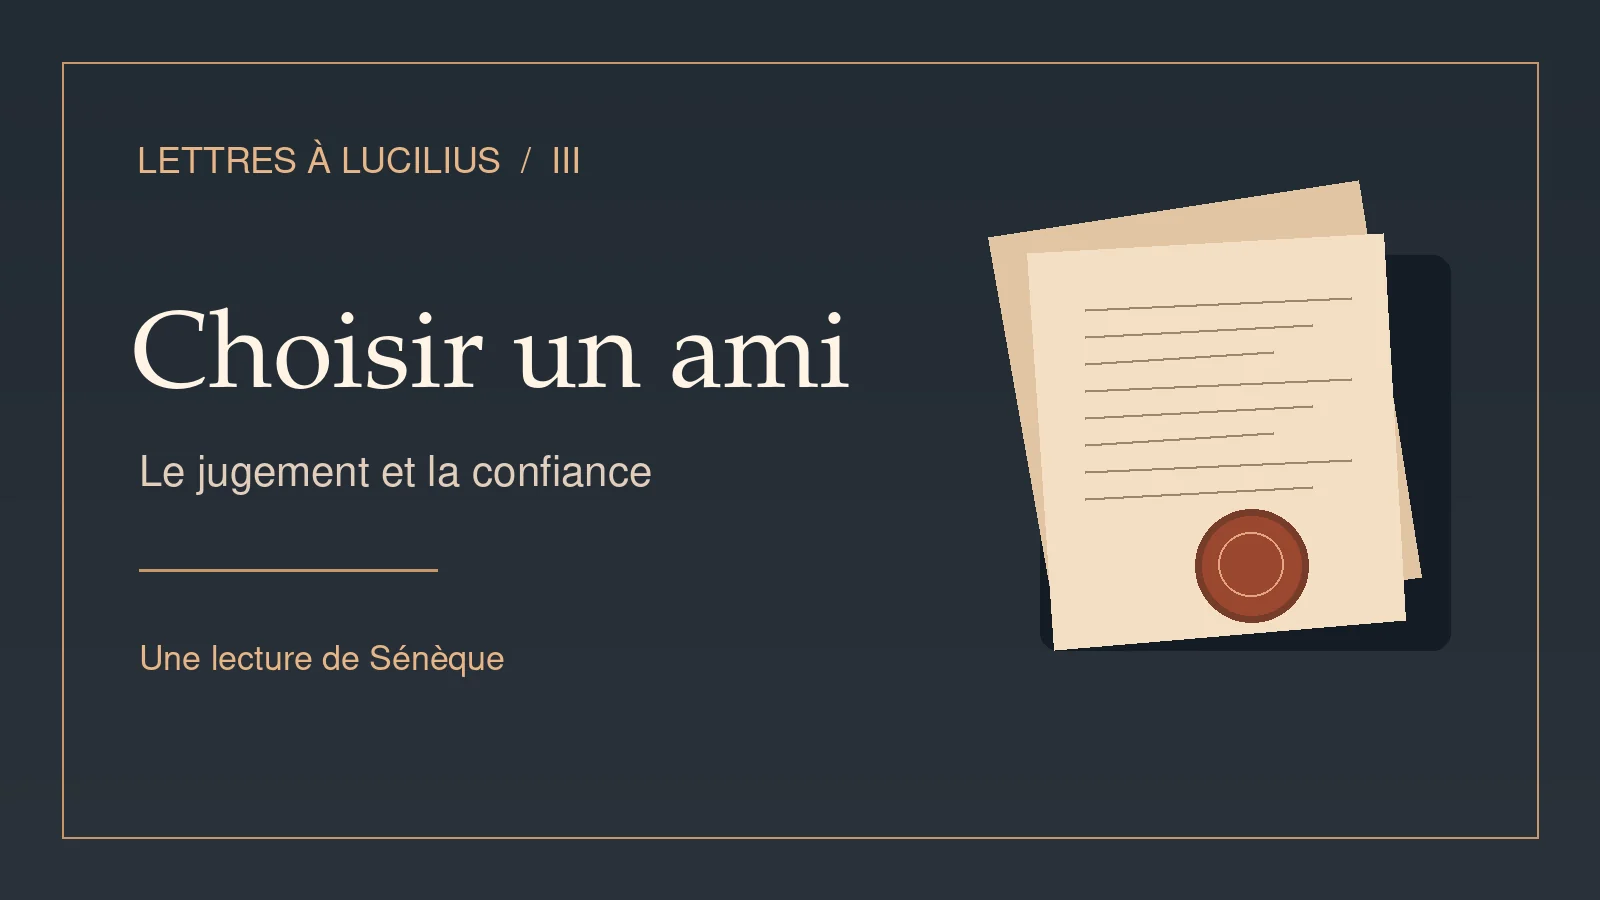 LETTRES À LUCILIUS / III
Choisir un ami
Le jugement et la confiance
Une lecture de Sénèque